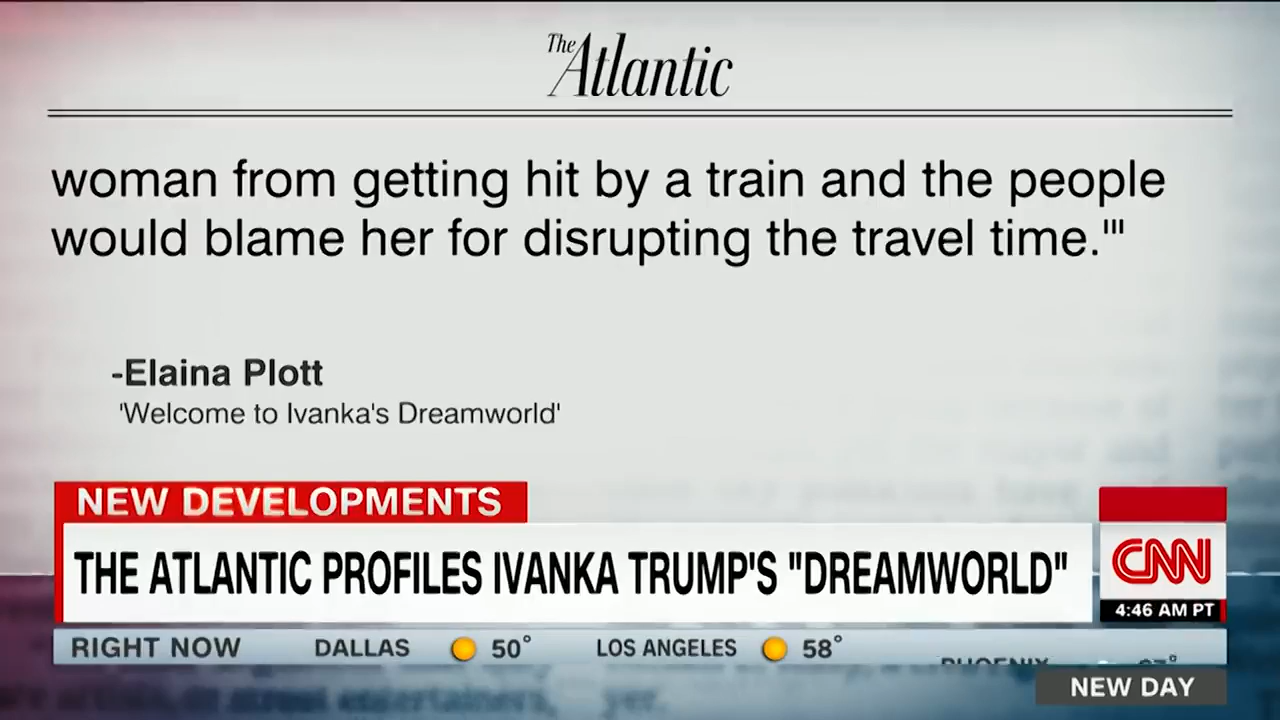 The Atlantic
woman from getting hit by a train and the people
would blame her for disrupting the travel time.'"
-Elaina Plott
'Welcome to Ivanka's Dreamworld'
NEW DEVELOPMENTS
THE ATLANTIC PROFILES IVANKA TRUMP'S "DREAMWORLD"
CNN
4:46 AM PT
RIGHT NOW DALLAS 50° LOS ANGELES 58° PHOENIX
NEW DAY